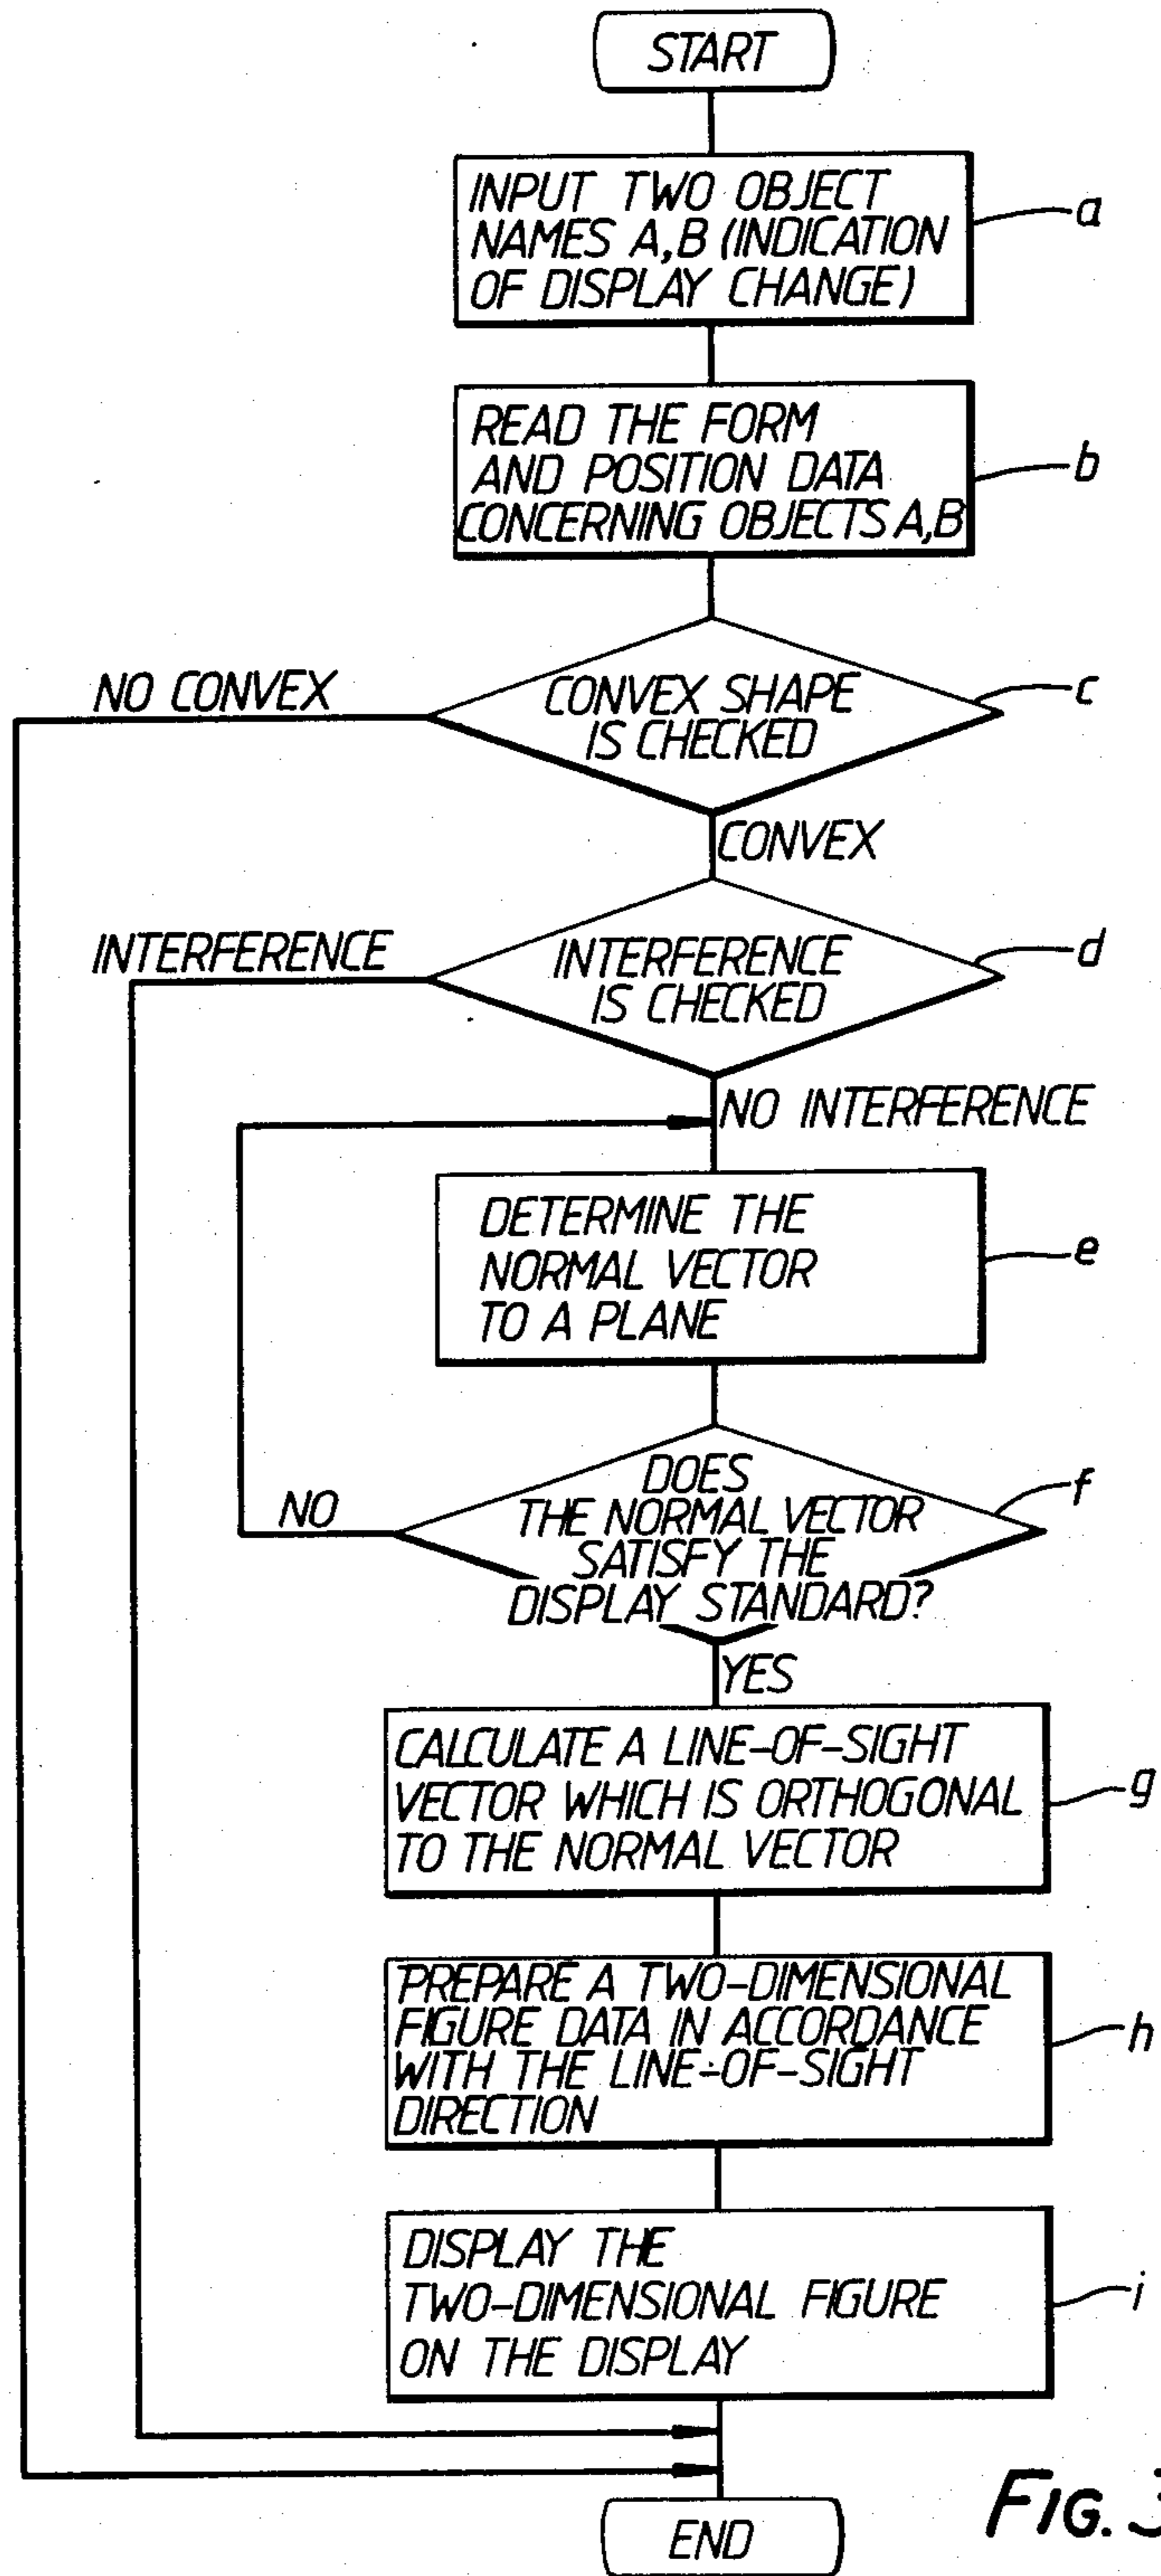 START
INPUT TWO OBJECT
NAMES A,B (INDICATION
OF DISPLAY CHANGE)
a
READ THE FORM
AND POSITION DATA
CONCERNING OBJECTS A,B
b
NO CONVEX
CONVEX SHAPE
IS CHECKED
c
CONVEX
INTERFERENCE
INTERFERENCE
IS CHECKED
d
NO INTERFERENCE
DETERMINE THE
NORMAL VECTOR
TO A PLANE
e
NO
DOES
THE NORMAL VECTOR
SATISFY THE
DISPLAY STANDARD?
f
YES
CALCULATE A LINE-OF-SIGHT
VECTOR WHICH IS ORTHOGONAL
TO THE NORMAL VECTOR
g
PREPARE A TWO-DIMENSIONAL
FIGURE DATA IN ACCORDANCE
WITH THE LINE-OF-SIGHT
DIRECTION
h
DISPLAY THE
TWO-DIMENSIONAL FIGURE
ON THE DISPLAY
i
END
FIG. 3